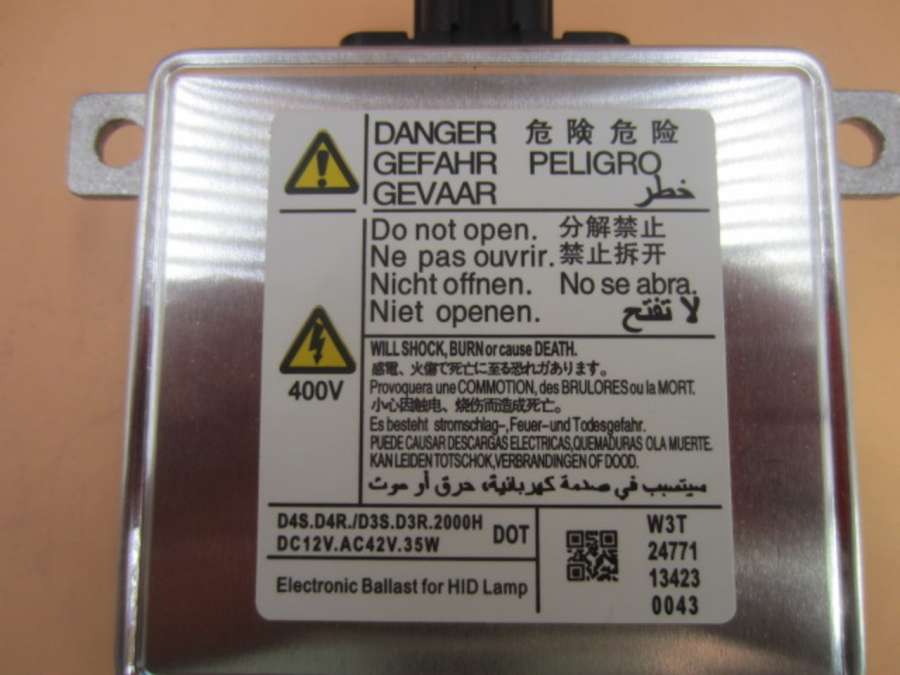 DANGER 危険危险
GEFAHR PELIGRO
GEVAAR خطر
Do not open. 分解禁止
Ne pas ouvrir. 禁止拆开
Nicht offnen. No se abra.
Niet openen. لا تفتح
400V
WILL SHOCK, BURN or cause DEATH.
感電、火傷で死亡に至る恐れガあります。
Provoquera une COMMOTION, des BRULORES ou la MORT.
小心因触电、烧伤而造成死亡。
Es besteht stromschlag-, Feuer-und Todesgefahr.
PUEDE CAUSAR DESCARGAS ELECTRICAS,QUEMADURAS OLA MUERTE.
KAN LEIDEN TOTSCHOK,VERBRANDINGEN OF DOOD.
سيتسبب في صدمة كهربائية، حرق أو موت
D4S.D4R./D3S.D3R.2000H
DC12V.AC42V.35W DOT
Electronic Ballast for HID Lamp
W3T
24771
13423
0043